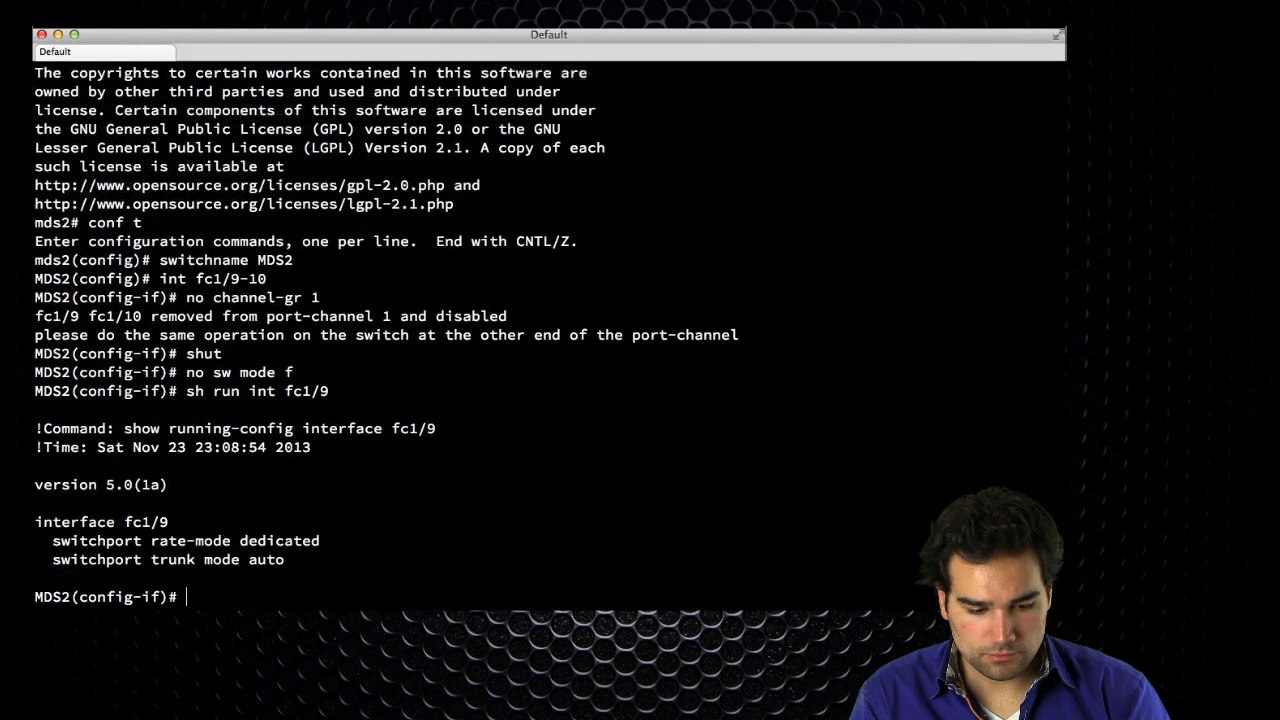 Default
Default
The copyrights to certain works contained in this software are
owned by other third parties and used and distributed under
license. Certain components of this software are licensed under
the GNU General Public License (GPL) version 2.0 or the GNU
Lesser General Public License (LGPL) Version 2.1. A copy of each
such license is available at
http://www.opensource.org/licenses/gpl-2.0.php and
http://www.opensource.org/licenses/lgpl-2.1.php
mds2# conf t
Enter configuration commands, one per line.  End with CNTL/Z.
mds2(config)# switchname MDS2
MDS2(config)# int fc1/9-10
MDS2(config-if)# no channel-gr 1
fc1/9 fc1/10 removed from port-channel 1 and disabled
please do the same operation on the switch at the other end of the port-channel
MDS2(config-if)# shut
MDS2(config-if)# no sw mode f
MDS2(config-if)# sh run int fc1/9
!Command: show running-config interface fc1/9
!Time: Sat Nov 23 23:08:54 2013
version 5.0(1a)
interface fc1/9
  switchport rate-mode dedicated
  switchport trunk mode auto
MDS2(config-if)#